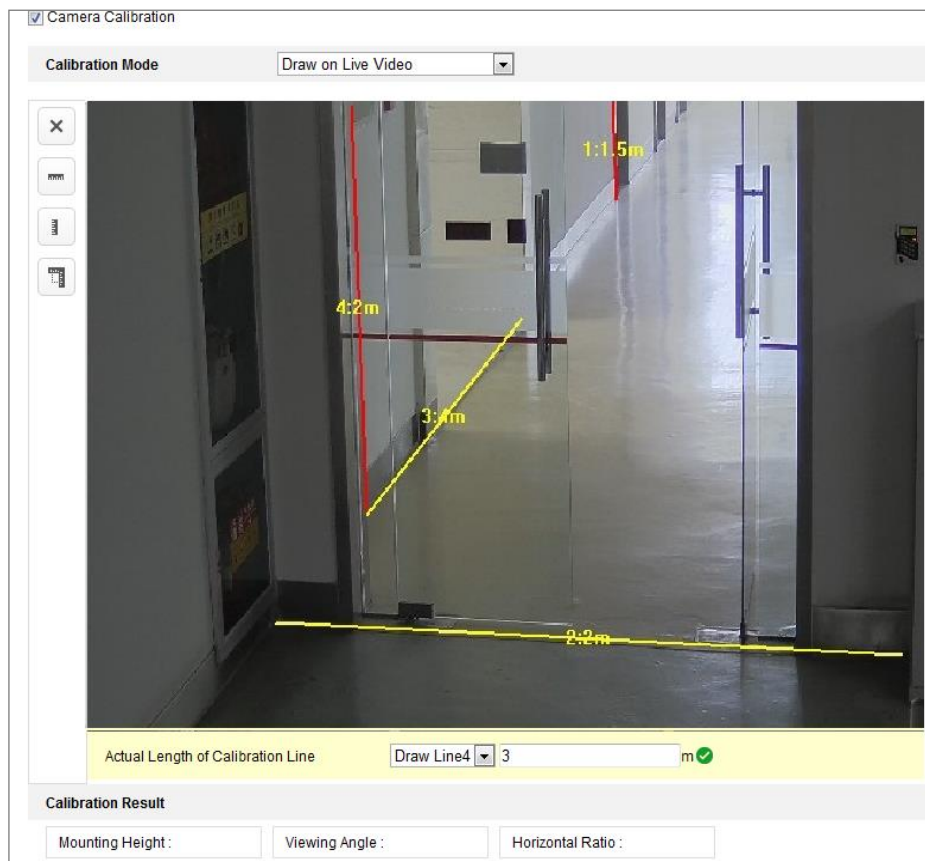 Camera Calibration
Calibration Mode
Draw on Live Video
1:1.5m
4:2m
3:4m
2:2m
Actual Length of Calibration Line
Draw Line4
3
m
Calibration Result
Mounting Height :
Viewing Angle :
Horizontal Ratio :